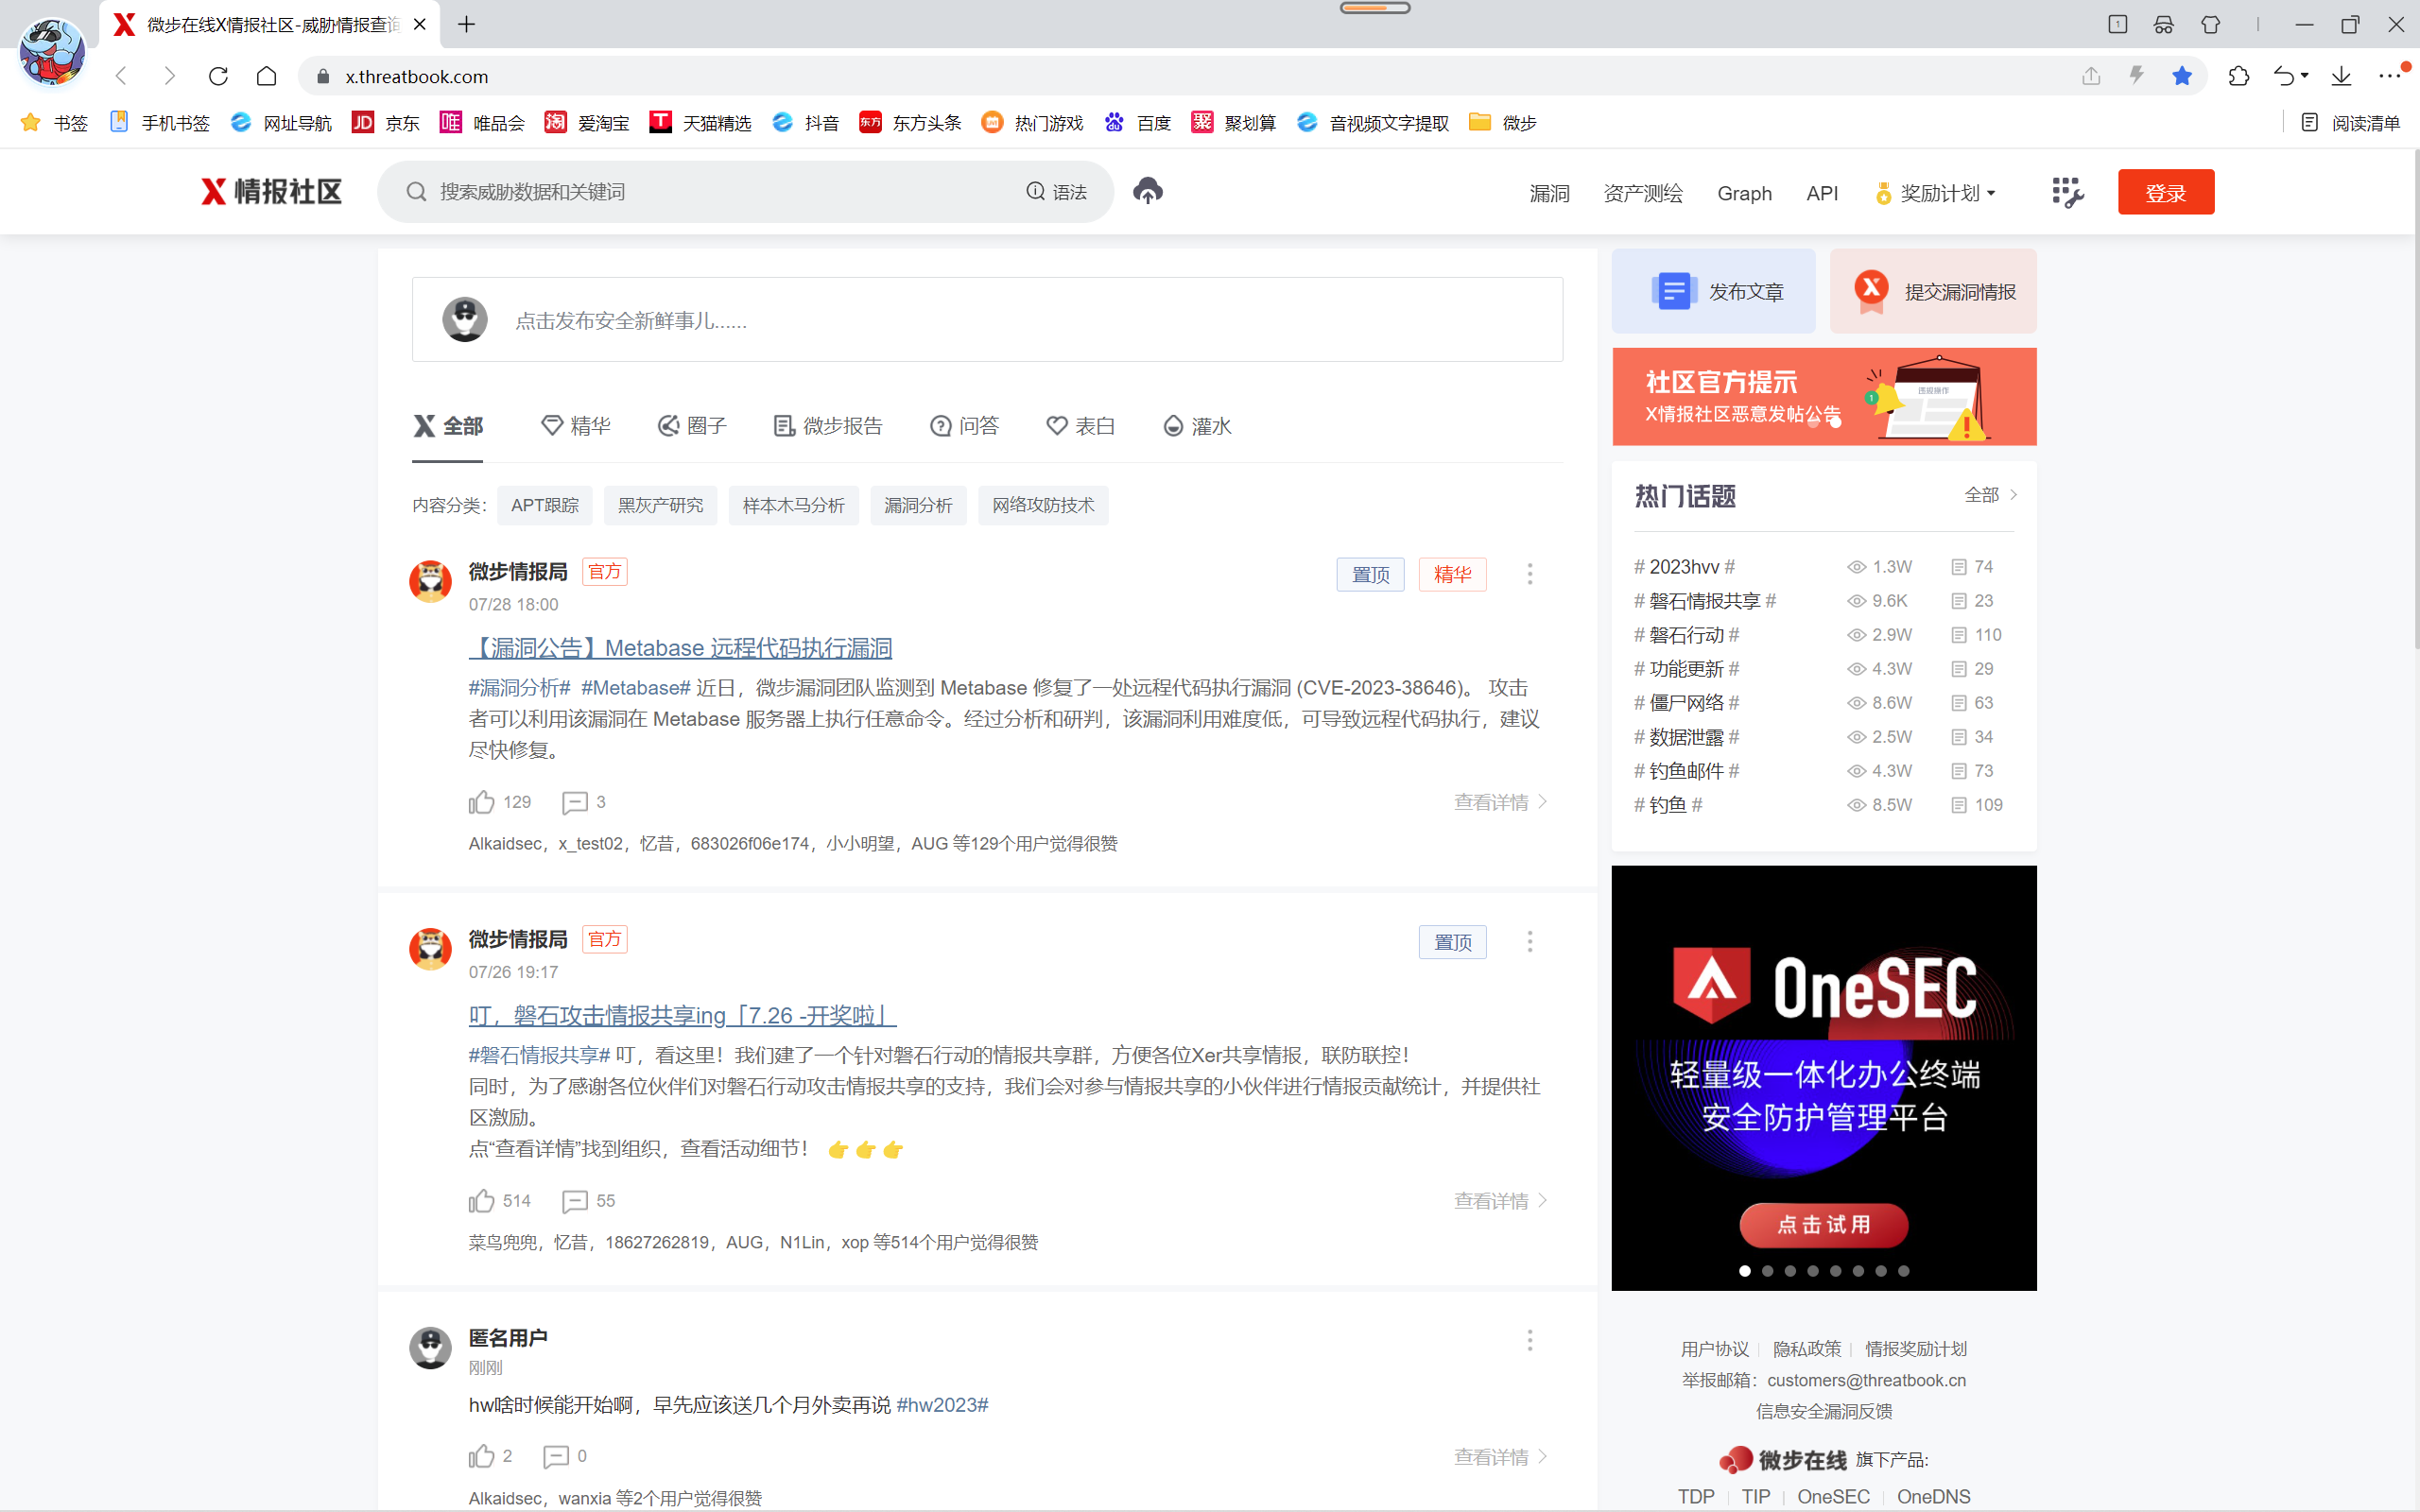 微步在线X情报社区-威胁情报查询
x.threatbook.com
书签 手机书签 网址导航 JD 京东 唯 唯品会 淘 爱淘宝 T 天猫精选 抖音 东方 东方头条 热门游戏 百度 聚 聚划算 音视频文字提取 微步 阅读清单
X 情报社区 搜索威胁数据和关键词 语法 漏洞 资产测绘 Graph API 奖励计划 登录
点击发布安全新鲜事儿......
X 全部 精华 圈子 微步报告 问答 表白 灌水
内容分类： APT跟踪 黑灰产研究 样本木马分析 漏洞分析 网络攻防技术
微步情报局 官方 置顶 精华
07/28 18:00
【漏洞公告】Metabase 远程代码执行漏洞
#漏洞分析# #Metabase# 近日，微步漏洞团队监测到 Metabase 修复了一处远程代码执行漏洞 (CVE-2023-38646)。 攻击
者可以利用该漏洞在 Metabase 服务器上执行任意命令。经过分析和研判，该漏洞利用难度低，可导致远程代码执行，建议
尽快修复。
129 3 查看详情
Alkaidsec，x_test02，忆昔，683026f06e174，小小明望，AUG 等129个用户觉得很赞
微步情报局 官方 置顶
07/26 19:17
叮，磐石攻击情报共享ing「7.26 -开奖啦」
#磐石情报共享# 叮，看这里！我们建了一个针对磐石行动的情报共享群，方便各位Xer共享情报，联防联控！
同时，为了感谢各位伙伴们对磐石行动攻击情报共享的支持，我们会对参与情报共享的小伙伴进行情报贡献统计，并提供社
区激励。
点“查看详情”找到组织，查看活动细节！ 👉👉👉
514 55 查看详情
菜鸟兜兜，忆昔，18627262819，AUG，N1Lin，xop 等514个用户觉得很赞
匿名用户
刚刚
hw啥时候能开始啊，早先应该送几个月外卖再说 #hw2023#
2 0 查看详情
Alkaidsec，wanxia 等2个用户觉得很赞
发布文章 提交漏洞情报
社区官方提示
X情报社区恶意发帖公告
违规操作
1
热门话题 全部
# 2023hvv # 1.3W 74
# 磐石情报共享 # 9.6K 23
# 磐石行动 # 2.9W 110
# 功能更新 # 4.3W 29
# 僵尸网络 # 8.6W 63
# 数据泄露 # 2.5W 34
# 钓鱼邮件 # 4.3W 73
# 钓鱼 # 8.5W 109
OneSEC
轻量级一体化办公终端
安全防护管理平台
点击试用
用户协议 隐私政策 情报奖励计划
举报邮箱：customers@threatbook.cn
信息安全漏洞反馈
微步在线 旗下产品:
TDP TIP OneSEC OneDNS